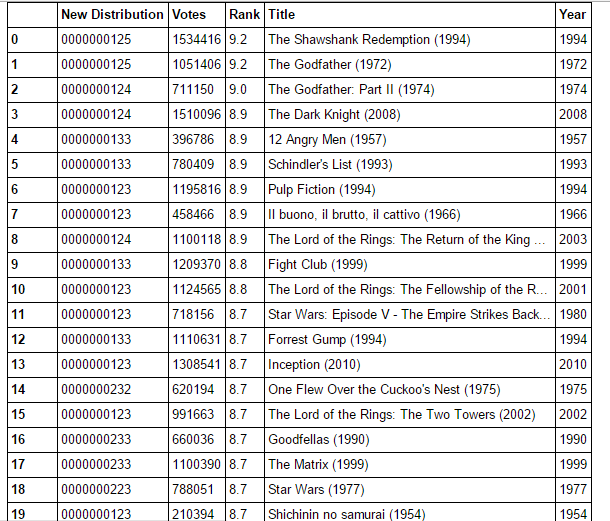 New Distribution Votes Rank Title Year
0 0000000125 1534416 9.2 The Shawshank Redemption (1994) 1994
1 0000000125 1051406 9.2 The Godfather (1972) 1972
2 0000000124 711150 9.0 The Godfather: Part II (1974) 1974
3 0000000124 1510096 8.9 The Dark Knight (2008) 2008
4 0000000133 396786 8.9 12 Angry Men (1957) 1957
5 0000000133 780409 8.9 Schindler's List (1993) 1993
6 0000000123 1195816 8.9 Pulp Fiction (1994) 1994
7 0000000123 458466 8.9 Il buono, il brutto, il cattivo (1966) 1966
8 0000000124 1100118 8.9 The Lord of the Rings: The Return of the King ... 2003
9 0000000133 1209370 8.8 Fight Club (1999) 1999
10 0000000123 1124565 8.8 The Lord of the Rings: The Fellowship of the R... 2001
11 0000000123 718156 8.7 Star Wars: Episode V - The Empire Strikes Back... 1980
12 0000000133 1110631 8.7 Forrest Gump (1994) 1994
13 0000000123 1308541 8.7 Inception (2010) 2010
14 0000000232 620194 8.7 One Flew Over the Cuckoo's Nest (1975) 1975
15 0000000123 991663 8.7 The Lord of the Rings: The Two Towers (2002) 2002
16 0000000233 660036 8.7 Goodfellas (1990) 1990
17 0000000233 1100390 8.7 The Matrix (1999) 1999
18 0000000223 788051 8.7 Star Wars (1977) 1977
19 0000000123 210394 8.7 Shichinin no samurai (1954) 1954